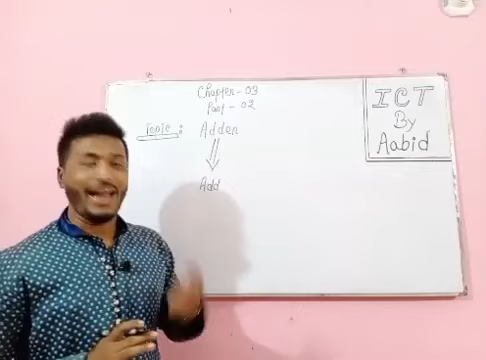 Chapter - 03
Part - 02
Topic : Adder
Add
ICT
By
Aabid